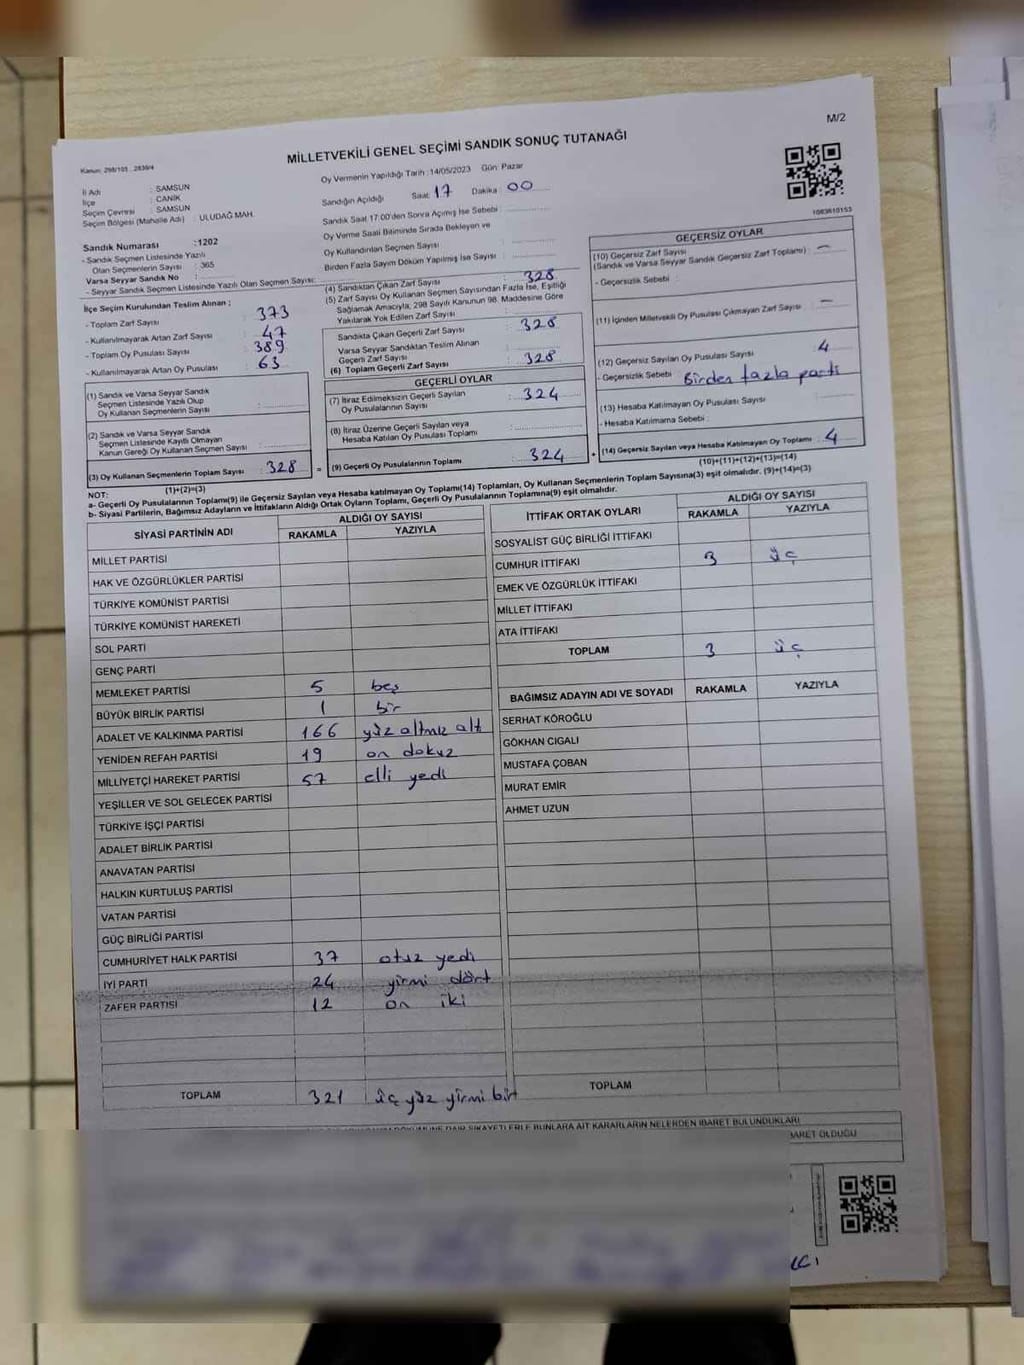 M/2
MİLLETVEKİLİ GENEL SEÇİMİ SANDIK SONUÇ TUTANAĞI
Kanun: 298/105 , 2839/4
İl Adı : SAMSUN
İlçe : CANİK
Seçim Çevresi : SAMSUN
Seçim Bölgesi (Mahalle Adı) : ULUDAĞ MAH.
Sandık Numarası : 1202
- Sandık Seçmen Listesinde Yazılı
Olan Seçmenlerin Sayısı : 365
Varsa Seyyar Sandık No :
- Seyyar Sandık Seçmen Listesinde Yazılı Olan Seçmen Sayısı:
İlçe Seçim Kurulundan Teslim Alınan ;
- Toplam Zarf Sayısı : 373
- Kullanılmayarak Artan Zarf Sayısı : 47
- Toplam Oy Pusulası Sayısı : 389
- Kullanılmayarak Artan Oy Pusulası : 63
(1) Sandık ve Varsa Seyyar Sandık
Seçmen Listesinde Yazılı Olup
Oy Kullanan Seçmenlerin Sayısı :
(2) Sandık ve Varsa Seyyar Sandık
Seçmen Listesinde Kayıtlı Olmayan
Kanun Gereği Oy Kullanan Seçmen Sayısı :
(3) Oy Kullanan Seçmenlerin Toplam Sayısı : 328
(1)+(2)=(3)
Oy Vermenin Yapıldığı Tarih :14/05/2023 Gün: Pazar
Sandığın Açıldığı Saat: 17 Dakika : 00
Sandık Saat 17:00'den Sonra Açılmış İse Sebebi :
Oy Verme Saati Bitiminde Sırada Bekleyen ve
Oy Kullandırılan Seçmen Sayısı :
Birden Fazla Sayım Döküm Yapılmış İse Sayısı :
(4) Sandıktan Çıkan Zarf Sayısı : 328
(5) Zarf Sayısı Oy Kullanan Seçmen Sayısından Fazla İse, Eşitliği
Sağlamak Amacıyla, 298 Sayılı Kanunun 98. Maddesine Göre
Yakılarak Yok Edilen Zarf Sayısı :
Sandıkta Çıkan Geçerli Zarf Sayısı : 328
Varsa Seyyar Sandıktan Teslim Alınan
Geçerli Zarf Sayısı :
(6) Toplam Geçerli Zarf Sayısı : 328
GEÇERLİ OYLAR
(7) İtiraz Edilmeksizin Geçerli Sayılan
Oy Pusulalarının Sayısı : 324
(8) İtiraz Üzerine Geçerli Sayılan veya
Hesaba Katılan Oy Pusulası Toplamı :
= (9) Geçerli Oy Pusulalarının Toplamı : 324
1083810153
GEÇERSİZ OYLAR
(10) Geçersiz Zarf Sayısı
(Sandık ve Varsa Seyyar Sandık Geçersiz Zarf Toplamı) : —
- Geçersizlik Sebebi :
(11) İçinden Milletvekili Oy Pusulası Çıkmayan Zarf Sayısı : —
(12) Geçersiz Sayılan Oy Pusulası Sayısı : 4
- Geçersizlik Sebebi : Birden fazla parti
(13) Hesaba Katılmayan Oy Pusulası Sayısı :
- Hesaba Katılmama Sebebi :
+ (14) Geçersiz Sayılan veya Hesaba Katılmayan Oy Toplamı : 4
(10)+(11)+(12)+(13)=(14)
NOT:
a- Geçerli Oy Pusulalarının Toplamı(9) ile Geçersiz Sayılan veya Hesaba katılmayan Oy Toplamı(14) Toplamları, Oy Kullanan Seçmenlerin Toplam Sayısına(3) eşit olmalıdır. (9)+(14)=(3)
b- Siyasi Partilerin, Bağımsız Adayların ve İttifakların Aldığı Ortak Oyların Toplamı, Geçerli Oy Pusulalarının Toplamına(9) eşit olmalıdır.
SİYASİ PARTİNİN ADI ALDIĞI OY SAYISI
RAKAMLA YAZIYLA
MİLLET PARTİSİ
HAK VE ÖZGÜRLÜKLER PARTİSİ
TÜRKİYE KOMÜNİST PARTİSİ
TÜRKİYE KOMÜNİST HAREKETİ
SOL PARTİ
GENÇ PARTİ
MEMLEKET PARTİSİ 5 beş
BÜYÜK BİRLİK PARTİSİ 1 bir
ADALET VE KALKINMA PARTİSİ 166 yüz altmış altı
YENİDEN REFAH PARTİSİ 19 on dokuz
MİLLİYETÇİ HAREKET PARTİSİ 57 elli yedi
YEŞİLLER VE SOL GELECEK PARTİSİ
TÜRKİYE İŞÇİ PARTİSİ
ADALET BİRLİK PARTİSİ
ANAVATAN PARTİSİ
HALKIN KURTULUŞ PARTİSİ
VATAN PARTİSİ
GÜÇ BİRLİĞİ PARTİSİ
CUMHURİYET HALK PARTİSİ 37 otuz yedi
İYİ PARTİ 24 yirmi dört
ZAFER PARTİSİ 12 on iki
TOPLAM 321 üç yüz yirmi bir
İTTİFAK ORTAK OYLARI ALDIĞI OY SAYISI
RAKAMLA YAZIYLA
SOSYALİST GÜÇ BİRLİĞİ İTTİFAKI
CUMHUR İTTİFAKI 3 üç
EMEK VE ÖZGÜRLÜK İTTİFAKI
MİLLET İTTİFAKI
ATA İTTİFAKI
TOPLAM 3 üç
BAĞIMSIZ ADAYIN ADI VE SOYADI RAKAMLA YAZIYLA
SERHAT KÖROĞLU
GÖKHAN CIGALI
MUSTAFA ÇOBAN
MURAT EMİR
AHMET UZUN
TOPLAM
DÖKÜMÜNE DAİR ŞİKAYETLERLE BUNLARA AİT KARARLARIN NELERDEN İBARET BULUNDUKLARI
BARET OLDUĞU